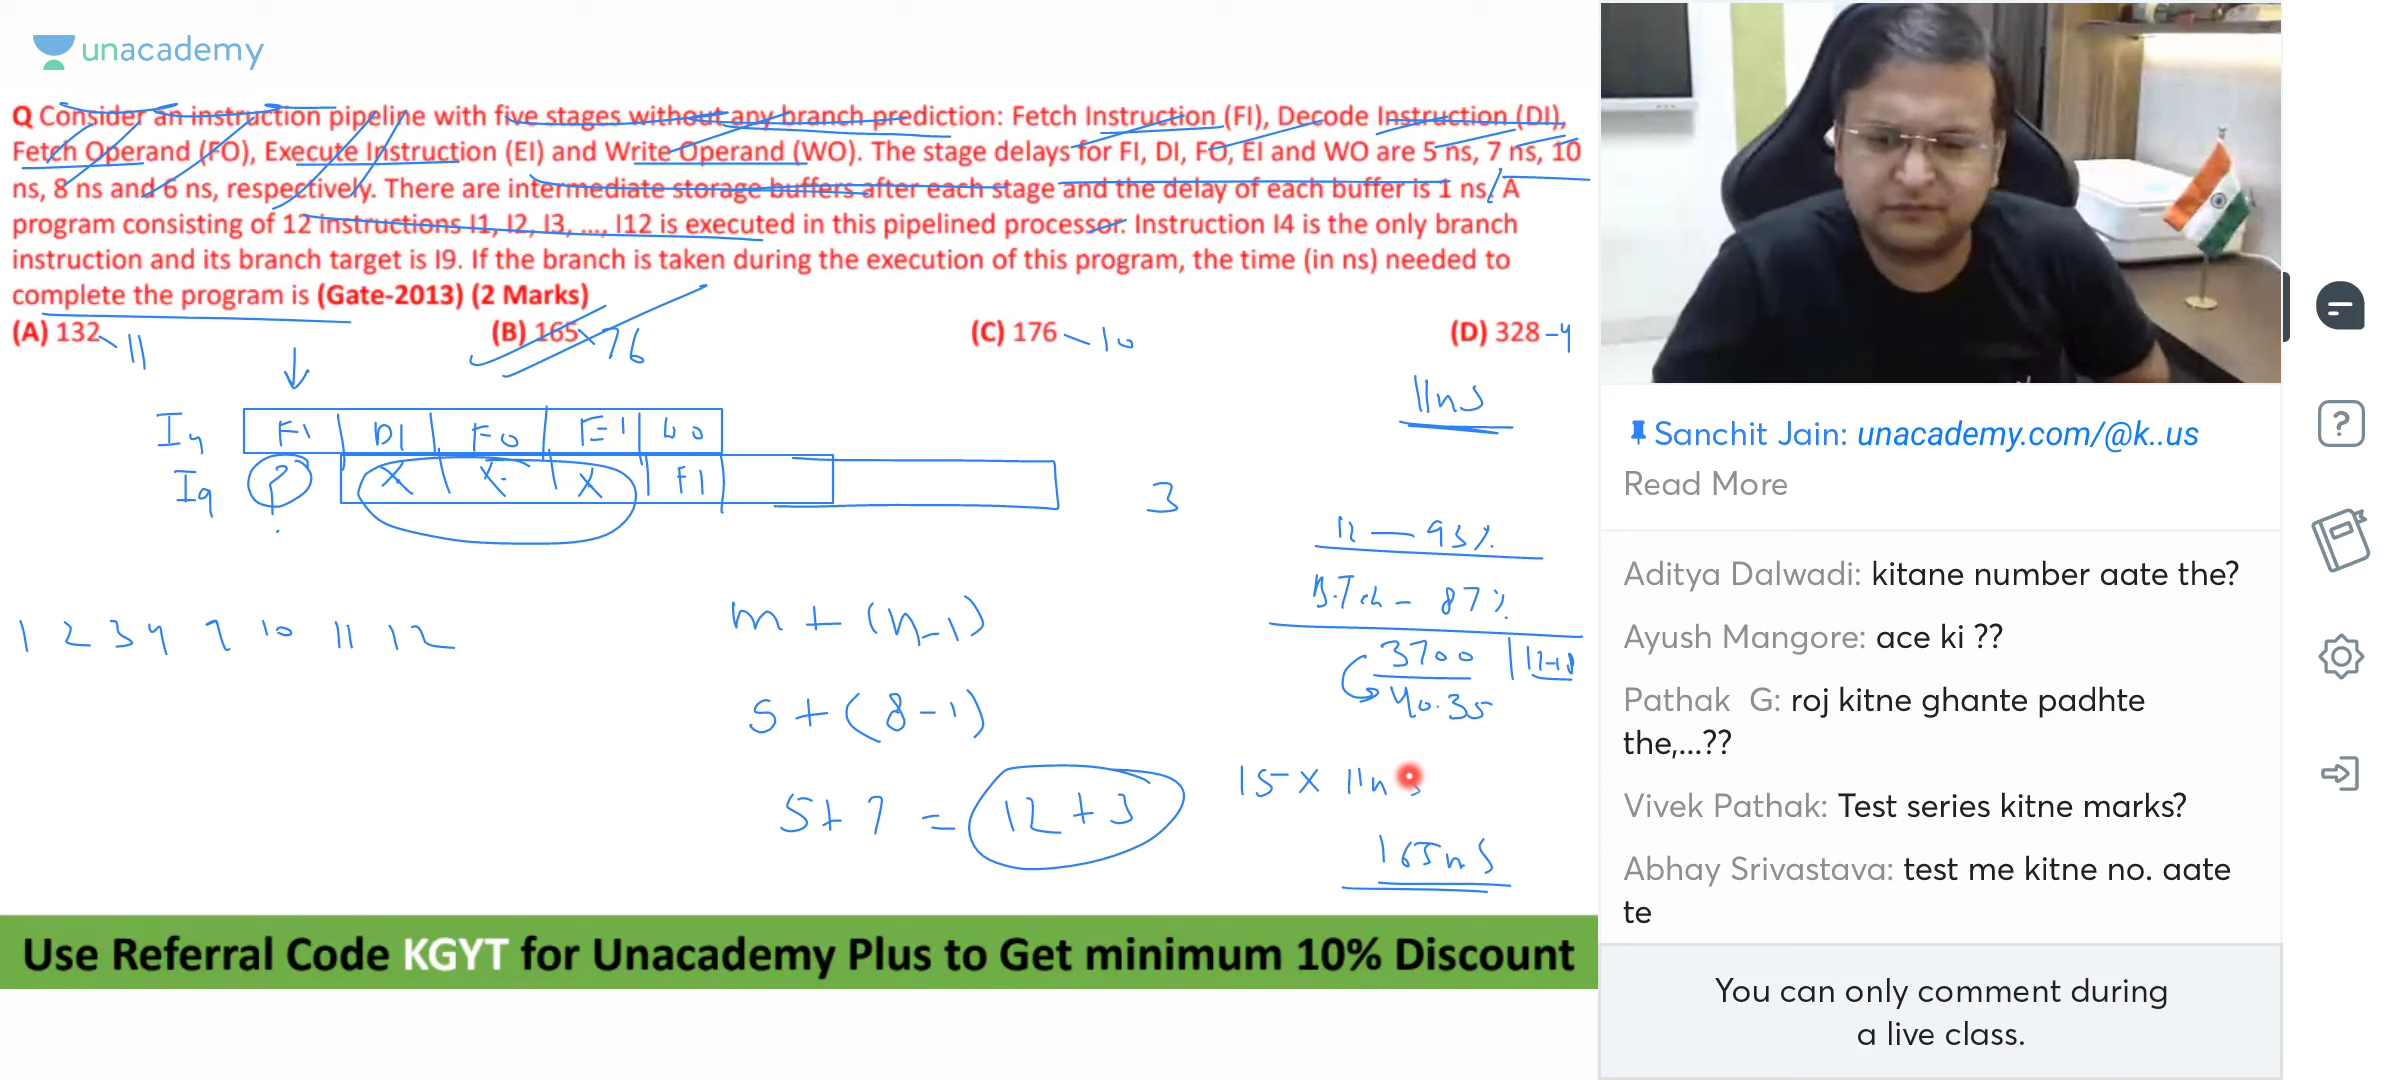 unacademy
Q Consider an instruction pipeline with five stages without any branch prediction: Fetch Instruction (FI), Decode Instruction (DI),
Fetch Operand (FO), Execute Instruction (EI) and Write Operand (WO). The stage delays for FI, DI, FO, EI and WO are 5 ns, 7 ns, 10
ns, 8 ns and 6 ns, respectively. There are intermediate storage buffers after each stage and the delay of each buffer is 1 ns. A
program consisting of 12 instructions I1, I2, I3, ..., I12 is executed in this pipelined processor. Instruction I4 is the only branch
instruction and its branch target is I9. If the branch is taken during the execution of this program, the time (in ns) needed to
complete the program is (Gate-2013) (2 Marks)
(A) 132 - 11 (B) 165 - 76 (C) 176 - 10 (D) 328 - 4
11ns
I4 FI DI FO EI WO
I9 ? X X X FI
3
12 — 93%
B.Tech - 87%
3700
40.35
1 2 3 4 9 10 11 12
m + (n-1)
5 + (8-1)
5 + 7 = 12 + 3
15 x 11ns
165ns
Use Referral Code KGYT for Unacademy Plus to Get minimum 10% Discount
Sanchit Jain: unacademy.com/@k..us
Read More
Aditya Dalwadi: kitane number aate the?
Ayush Mangore: ace ki ??
Pathak G: roj kitne ghante padhte
the,...??
Vivek Pathak: Test series kitne marks?
Abhay Srivastava: test me kitne no. aate
te
You can only comment during
a live class.